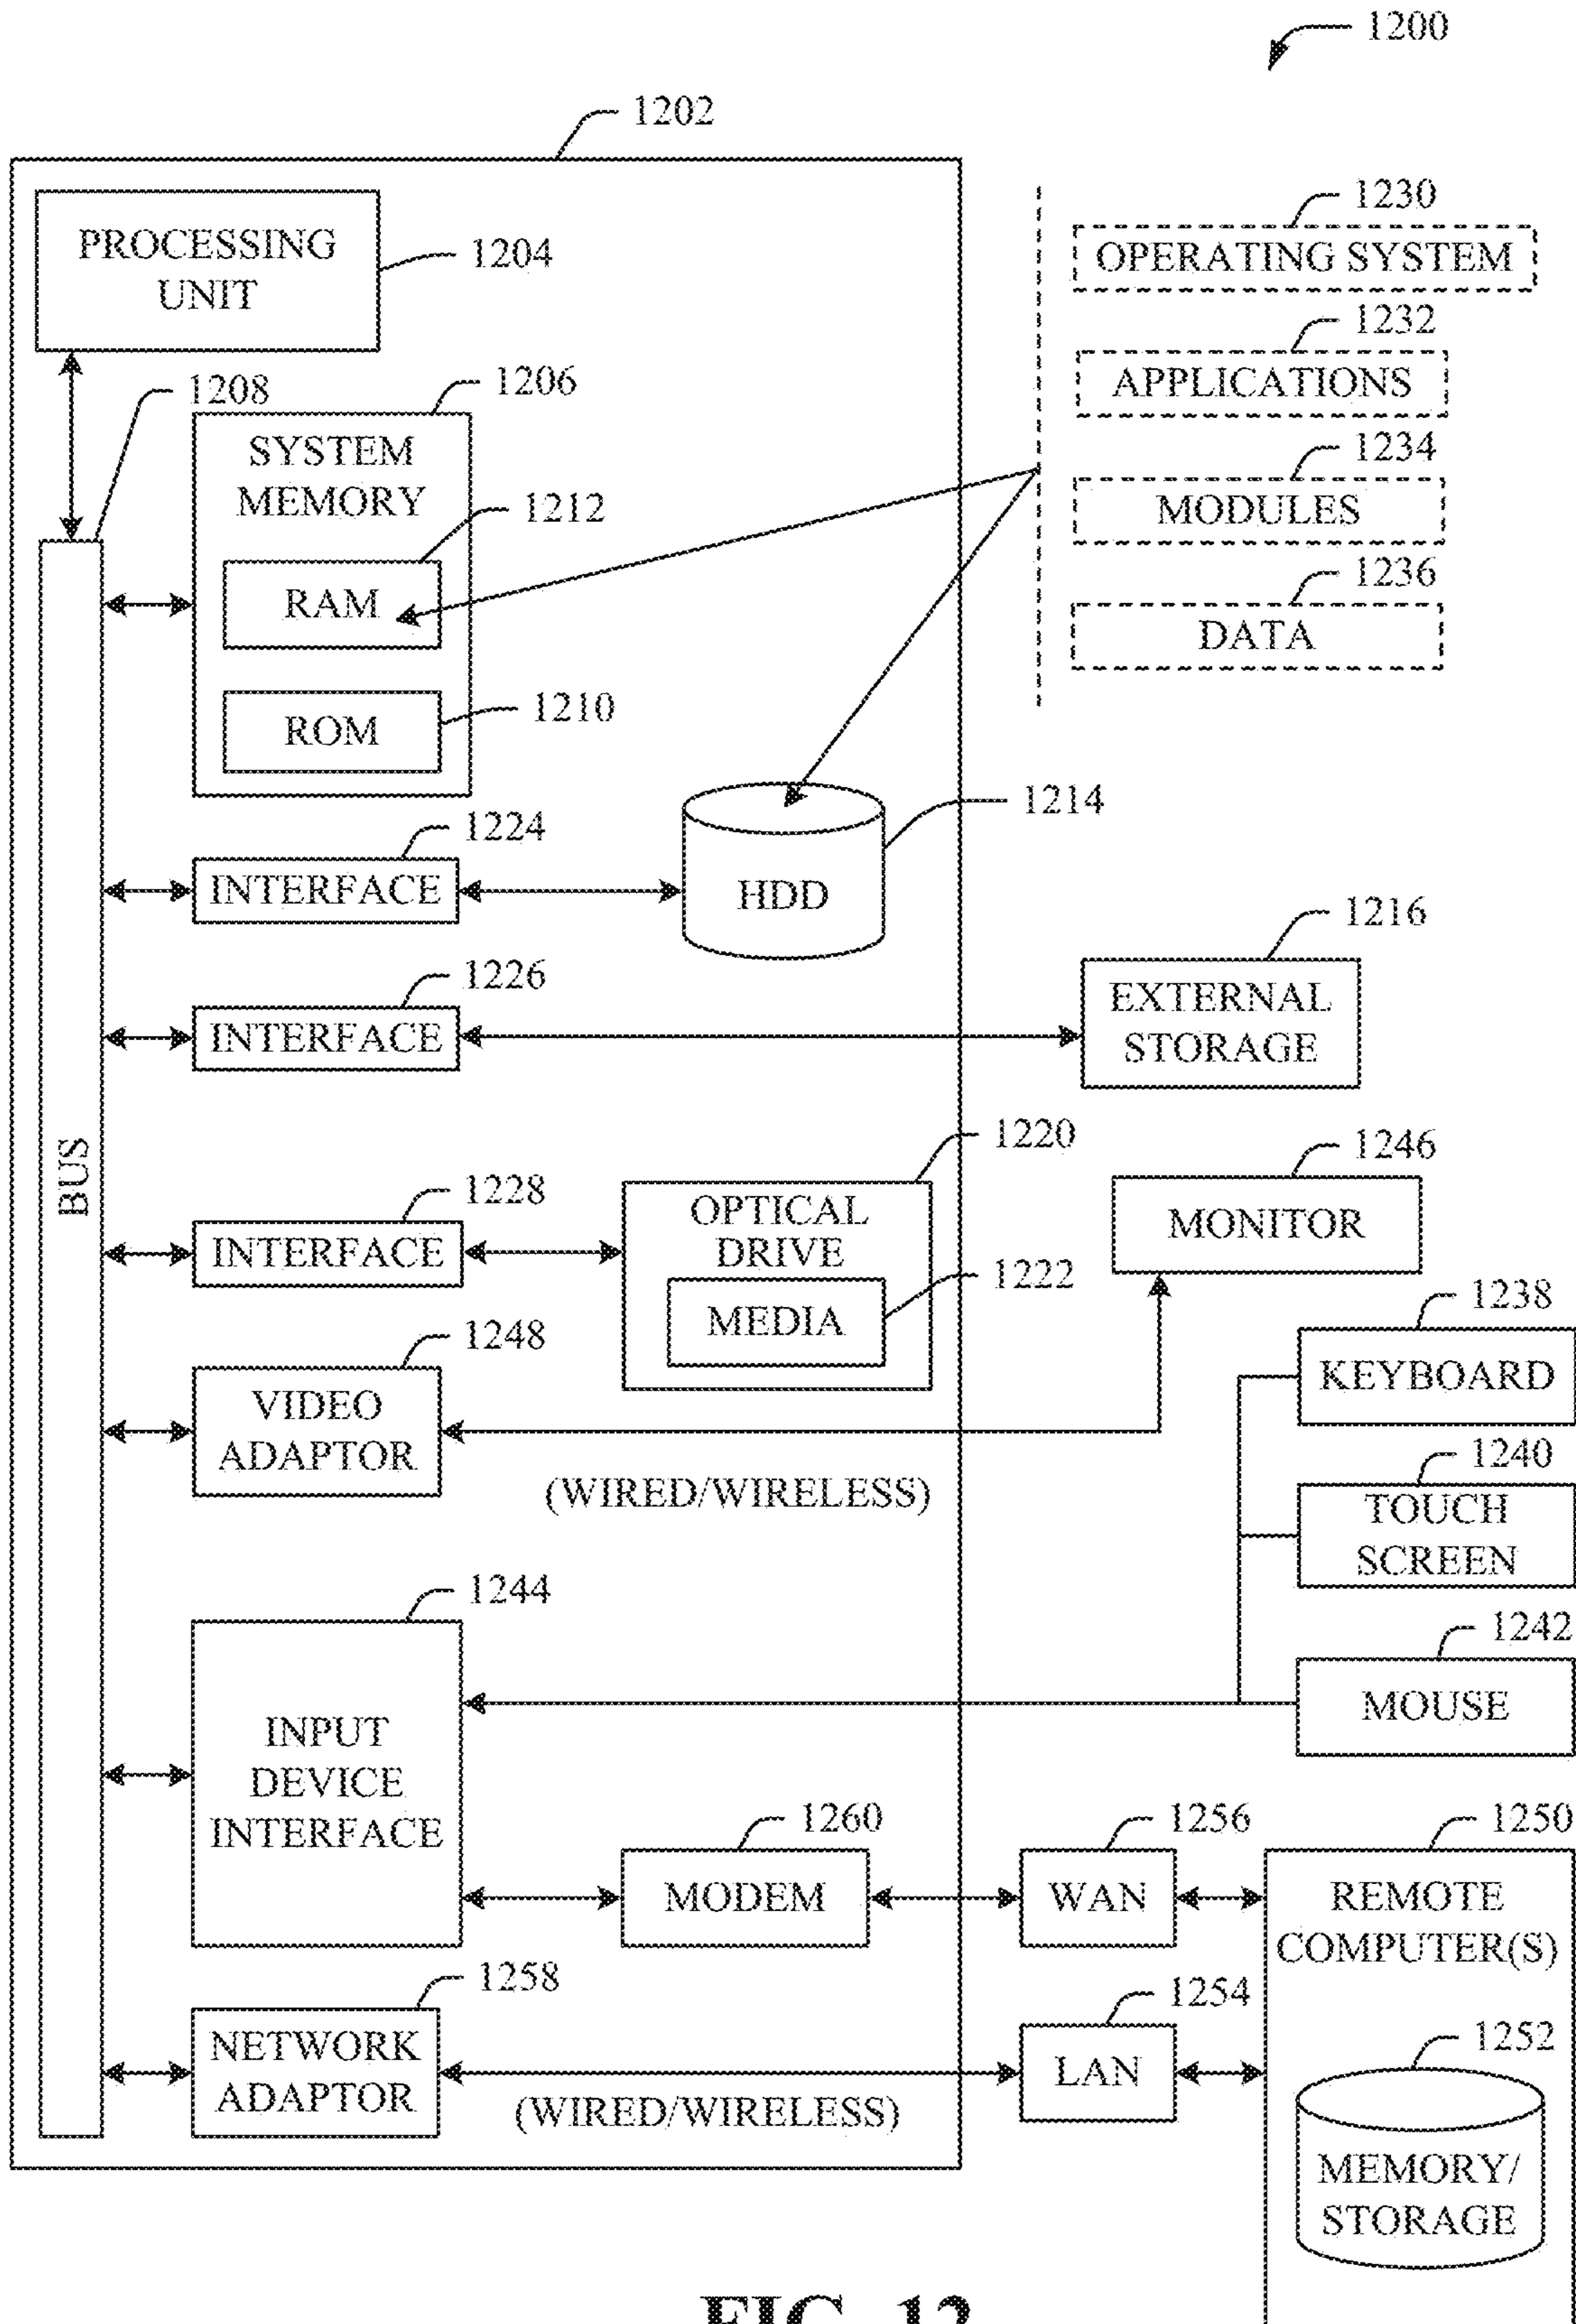 1200
1202
PROCESSING
UNIT
1204
1230
OPERATING SYSTEM
1232
APPLICATIONS
1234
MODULES
1236
DATA
1208
1206
SYSTEM
MEMORY
1212
RAM
1210
ROM
1224
INTERFACE
1214
HDD
1226
INTERFACE
1216
EXTERNAL
STORAGE
BUS
1228
INTERFACE
1220
OPTICAL
DRIVE
1222
MEDIA
1246
MONITOR
1248
VIDEO
ADAPTOR
(WIRED/WIRELESS)
1238
KEYBOARD
1240
TOUCH
SCREEN
1242
MOUSE
1244
INPUT
DEVICE
INTERFACE
1260
MODEM
1256
WAN
1250
REMOTE
COMPUTER(S)
1258
NETWORK
ADAPTOR
(WIRED/WIRELESS)
1254
LAN
1252
MEMORY/
STORAGE
FIG. 12